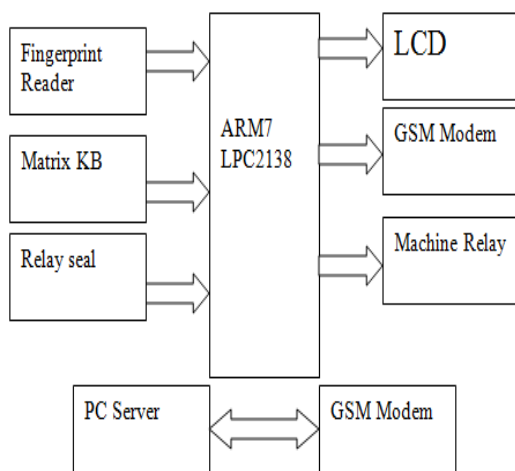 Fingerprint
Reader
Matrix KB
Relay seal
ARM7
LPC2138
LCD
GSM Modem
Machine Relay
PC Server
GSM Modem